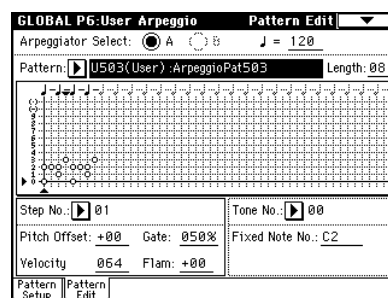 GLOBAL P6:User Arpeggio Pattern Edit
Arpeggiator Select: A B ♩ = 120
Pattern: U503(User) :ArpeggioPat503 Length: 08
Step No.: 01 Tone No.: 00
Pitch Offset: +00 Gate: 050% Fixed Note No.: C2
Velocity 064 Flam: +00
Pattern Setup Pattern Edit